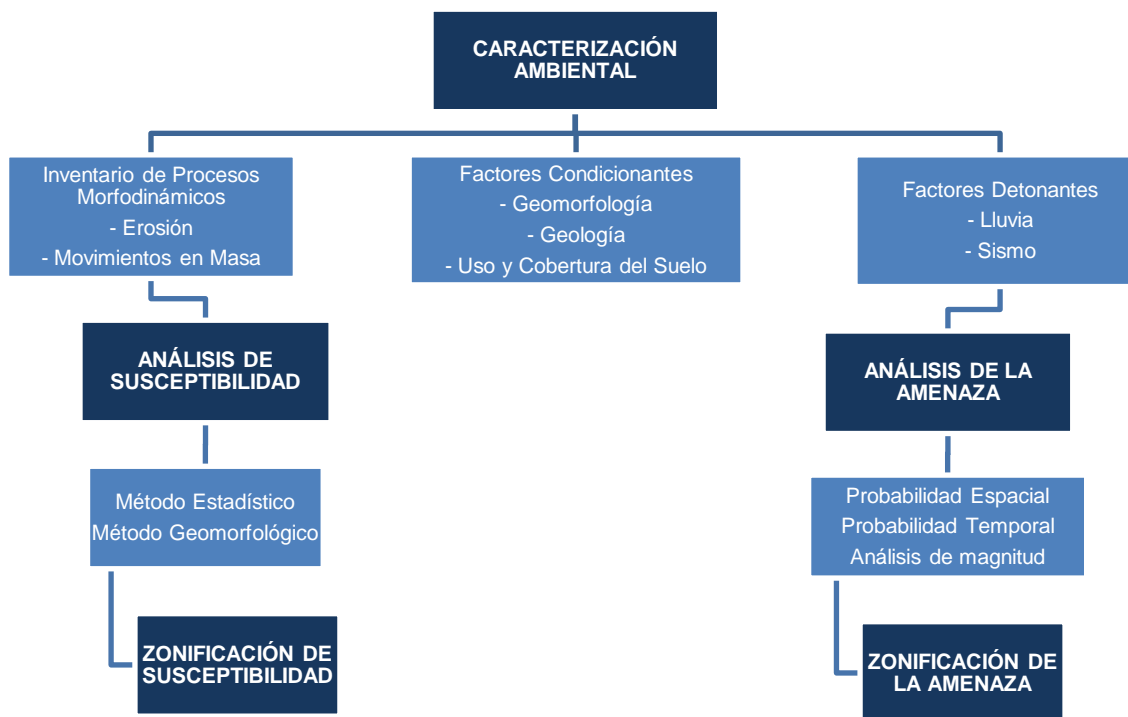 CARACTERIZACIÓN
AMBIENTAL
Inventario de Procesos
Morfodinámicos
- Erosión
- Movimientos en Masa
Factores Condicionantes
- Geomorfología
- Geología
- Uso y Cobertura del Suelo
Factores Detonantes
- Lluvia
- Sismo
ANÁLISIS DE
SUSCEPTIBILIDAD
ANÁLISIS DE LA
AMENAZA
Método Estadístico
Método Geomorfológico
Probabilidad Espacial
Probabilidad Temporal
Análisis de magnitud
ZONIFICACIÓN DE
SUSCEPTIBILIDAD
ZONIFICACIÓN DE
LA AMENAZA